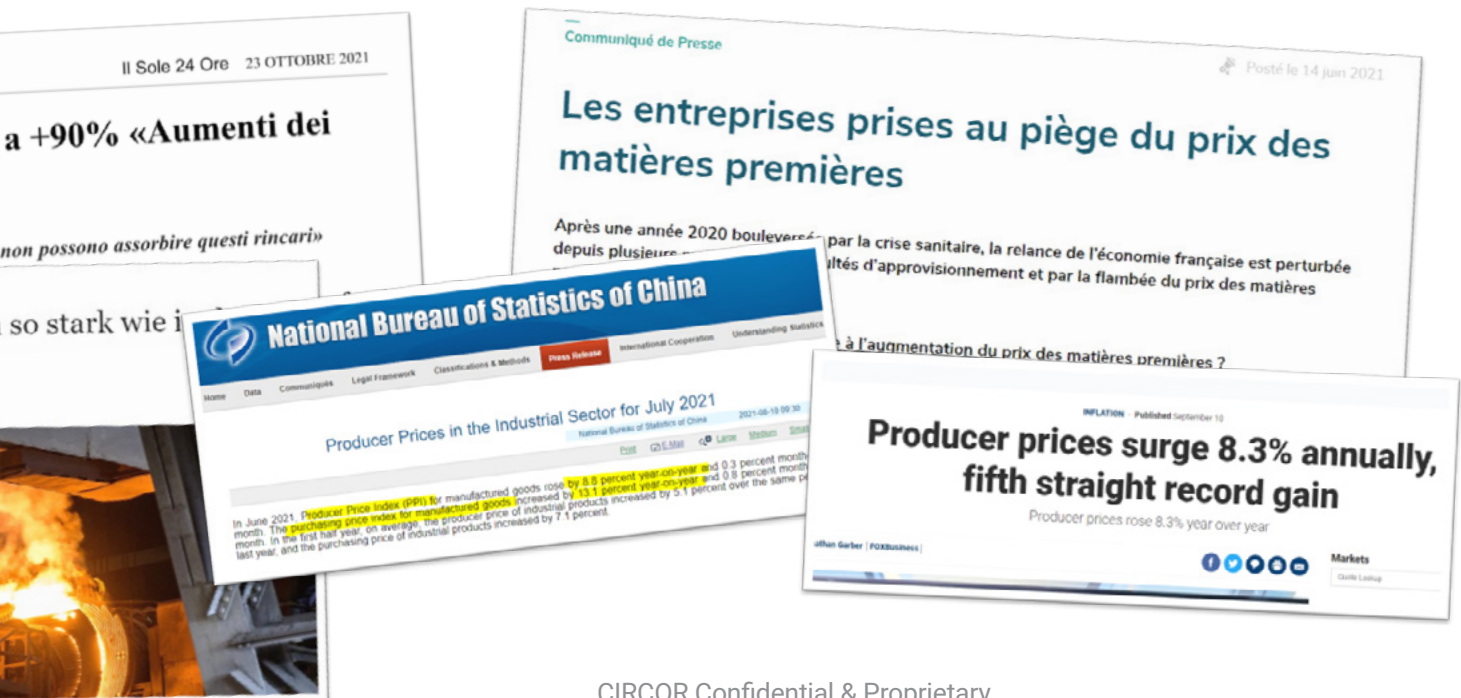 Il Sole 24 Ore 23 OTTOBRE 2021
a +90% «Aumenti dei
non possono assorbire questi rincari»
so stark wie
Communiqué de Presse
Posté le 14 juin 2021
Les entreprises prises au piège du prix des
matières premières
Après une année 2020 bouleversée par la crise sanitaire, la relance de l'économie française est perturbée
depuis plusieurs ultés d'approvisionnement et par la flambée du prix des matières
à l'augmentation du prix des matières premières ?
National Bureau of Statistics of China
Home Data Communiqués Legal Framework Classifications & Methods Press Release International Cooperation Understanding Statistics
Producer Prices in the Industrial Sector for July 2021
National Bureau of Statistics of China 2021-08-10 09:30
Print E-Mail Large Medium Small
In June 2021, Producer Price Index (PPI) for manufactured goods rose by 8.8 percent year-on-year and 0.3 percent month
month. The purchasing price index for manufactured goods increased by 13.1 percent year-on-year and 0.8 percent month
month. In the first half year, on average, the producer price of industrial products increased by 5.1 percent over the same
last year, and the purchasing price of industrial products increased by 7.1 percent.
INFLATION · Published September 10
Producer prices surge 8.3% annually,
fifth straight record gain
Producer prices rose 8.3% year over year
athan Garber | FOXBusiness |
Markets
Quote Lookup
CIRCOR Confidential & Proprietary